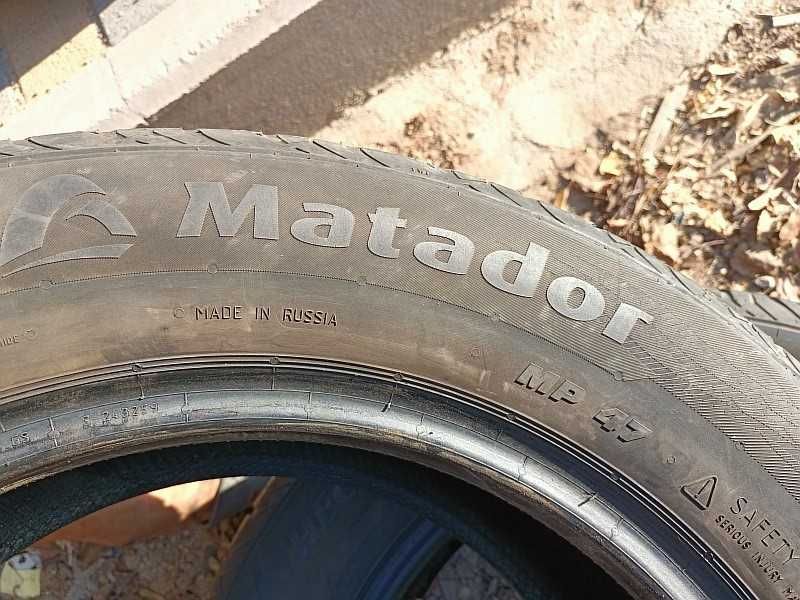 Matador
MADE IN RUSSIA
MP 47
SAFETY
SERIOUS INJURY